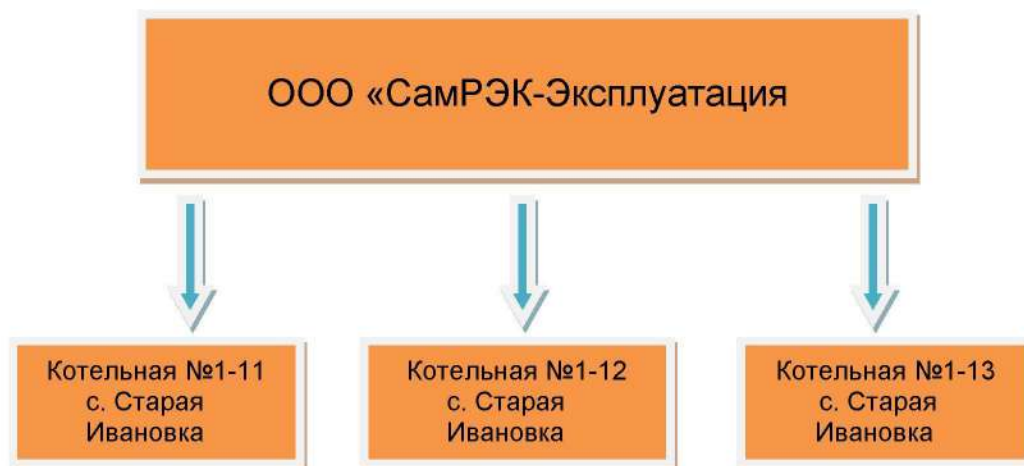 ООО «СамРЭК-Эксплуатация
Котельная №1-11
с. Старая
Ивановка
Котельная №1-12
с. Старая
Ивановка
Котельная №1-13
с. Старая
Ивановка